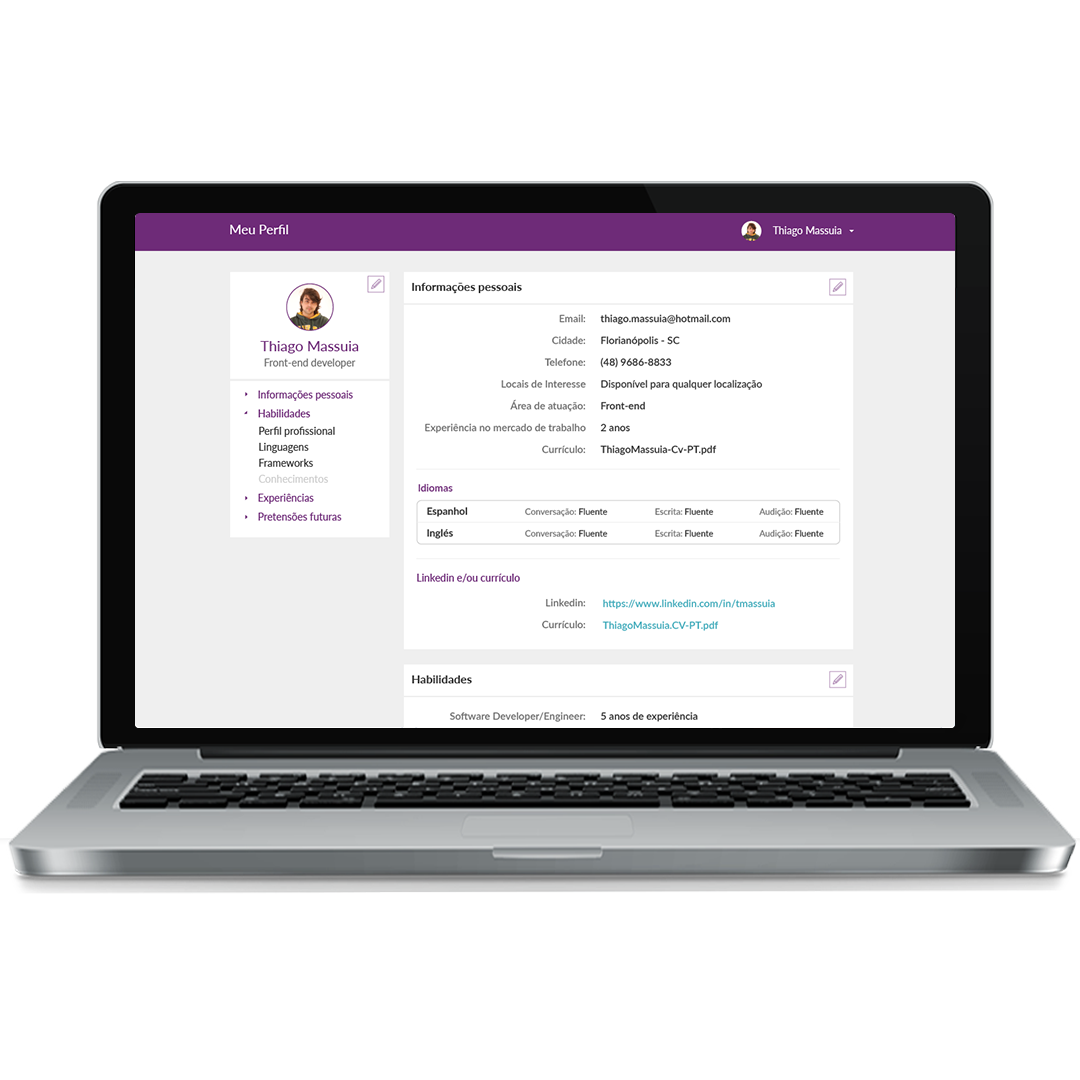 Meu Perfil
Thiago Massuia
Thiago Massuia
Front-end developer
Informações pessoais
Habilidades
Perfil profissional
Linguagens
Frameworks
Conhecimentos
Experiências
Pretensões futuras
Informações pessoais
Email: thiago.massuia@hotmail.com
Cidade: Florianópolis - SC
Telefone: (48) 9686-8833
Locais de Interesse Disponível para qualquer localização
Área de atuação: Front-end
Experiência no mercado de trabalho 2 anos
Currículo: ThiagoMassuia-Cv-PT.pdf
Idiomas
Espanhol Conversação: Fluente Escrita: Fluente Audição: Fluente
Inglés Conversação: Fluente Escrita: Fluente Audição: Fluente
Linkedin e/ou currículo
Linkedin: https://www.linkedin.com/in/tmassuia
Currículo: ThiagoMassuia.CV-PT.pdf
Habilidades
Software Developer/Engineer: 5 anos de experiência